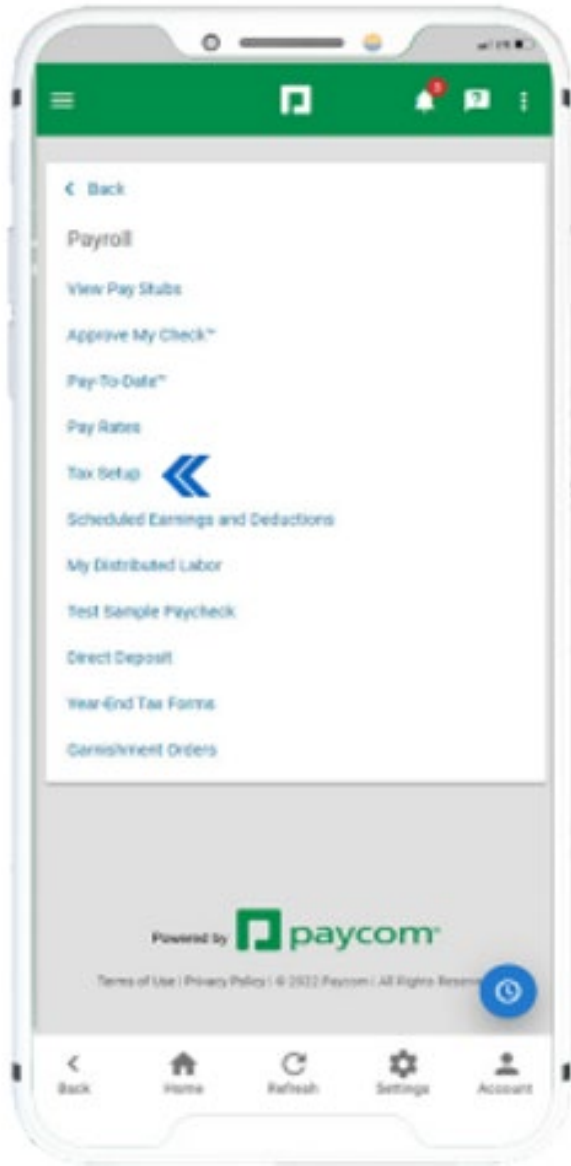 3
?
Back
Payroll
View Pay Stubs
Approve My Check™
Pay-To-Date™
Pay Rates
Tax Setup
Scheduled Earnings and Deductions
My Distributed Labor
Test Sample Paycheck
Direct Deposit
Year-End Tax Forms
Garnishment Orders
Powered by paycom
Terms of Use | Privacy Policy | © 2022 Paycom | All Rights
Back Home Refresh Settings Account